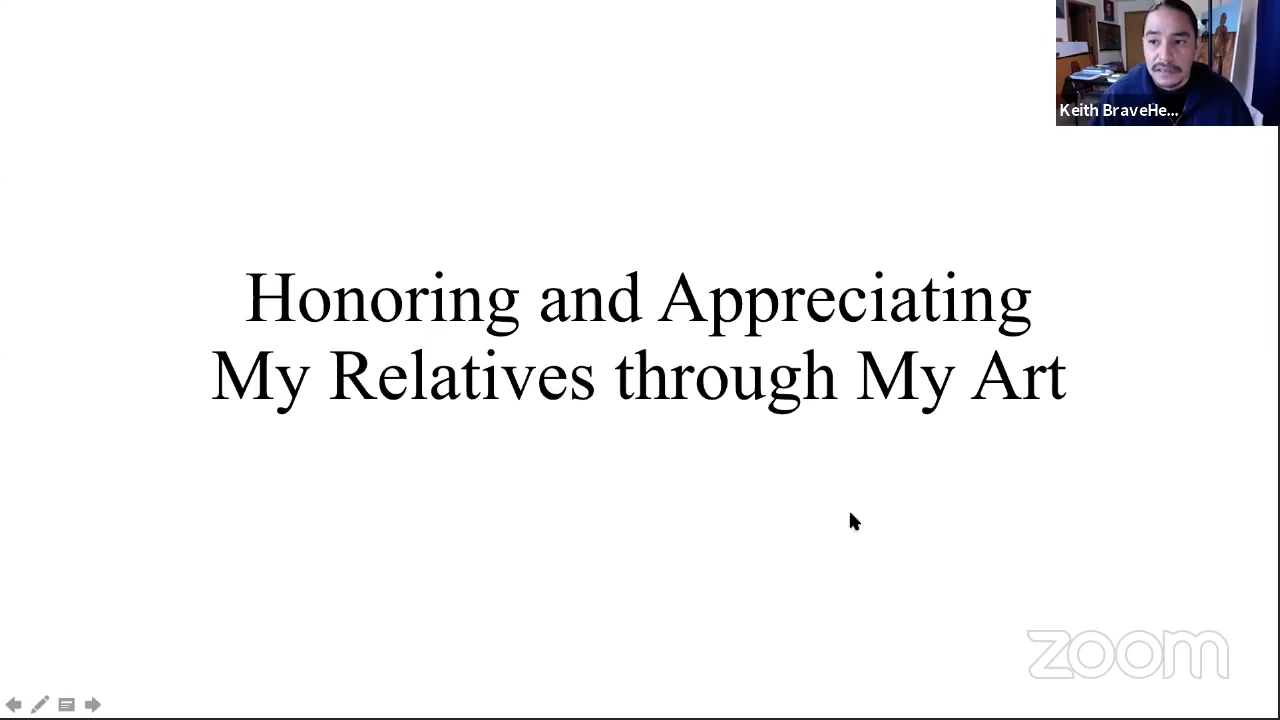 Keith BraveHe...
Honoring and Appreciating
My Relatives through My Art
zoom